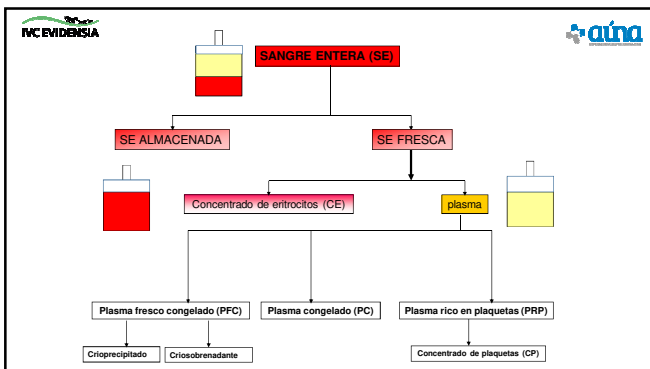 IVC EVIDENSIA
aúna
SANGRE ENTERA (SE)
SE ALMACENADA
SE FRESCA
Concentrado de eritrocitos (CE)
plasma
Plasma fresco congelado (PFC)
Plasma congelado (PC)
Plasma rico en plaquetas (PRP)
Crioprecipitado
Criosobrenadante
Concentrado de plaquetas (CP)